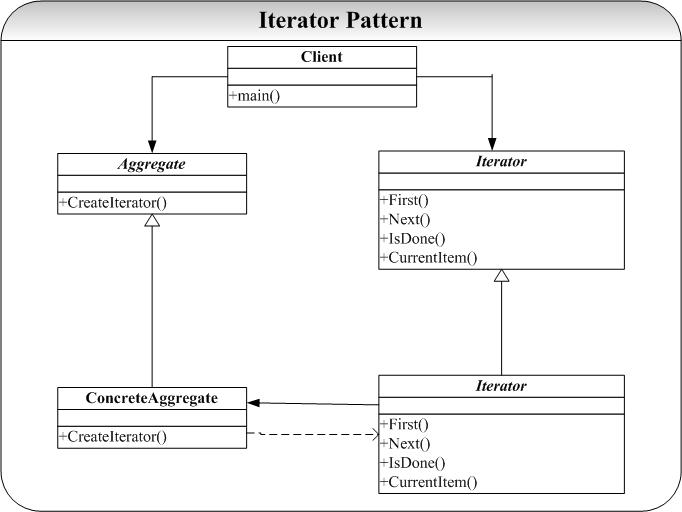 Iterator Pattern
Client
+main()
Aggregate
+CreateIterator()
Iterator
+First()
+Next()
+IsDone()
+CurrentItem()
ConcreteAggregate
+CreateIterator()
Iterator
+First()
+Next()
+IsDone()
+CurrentItem()